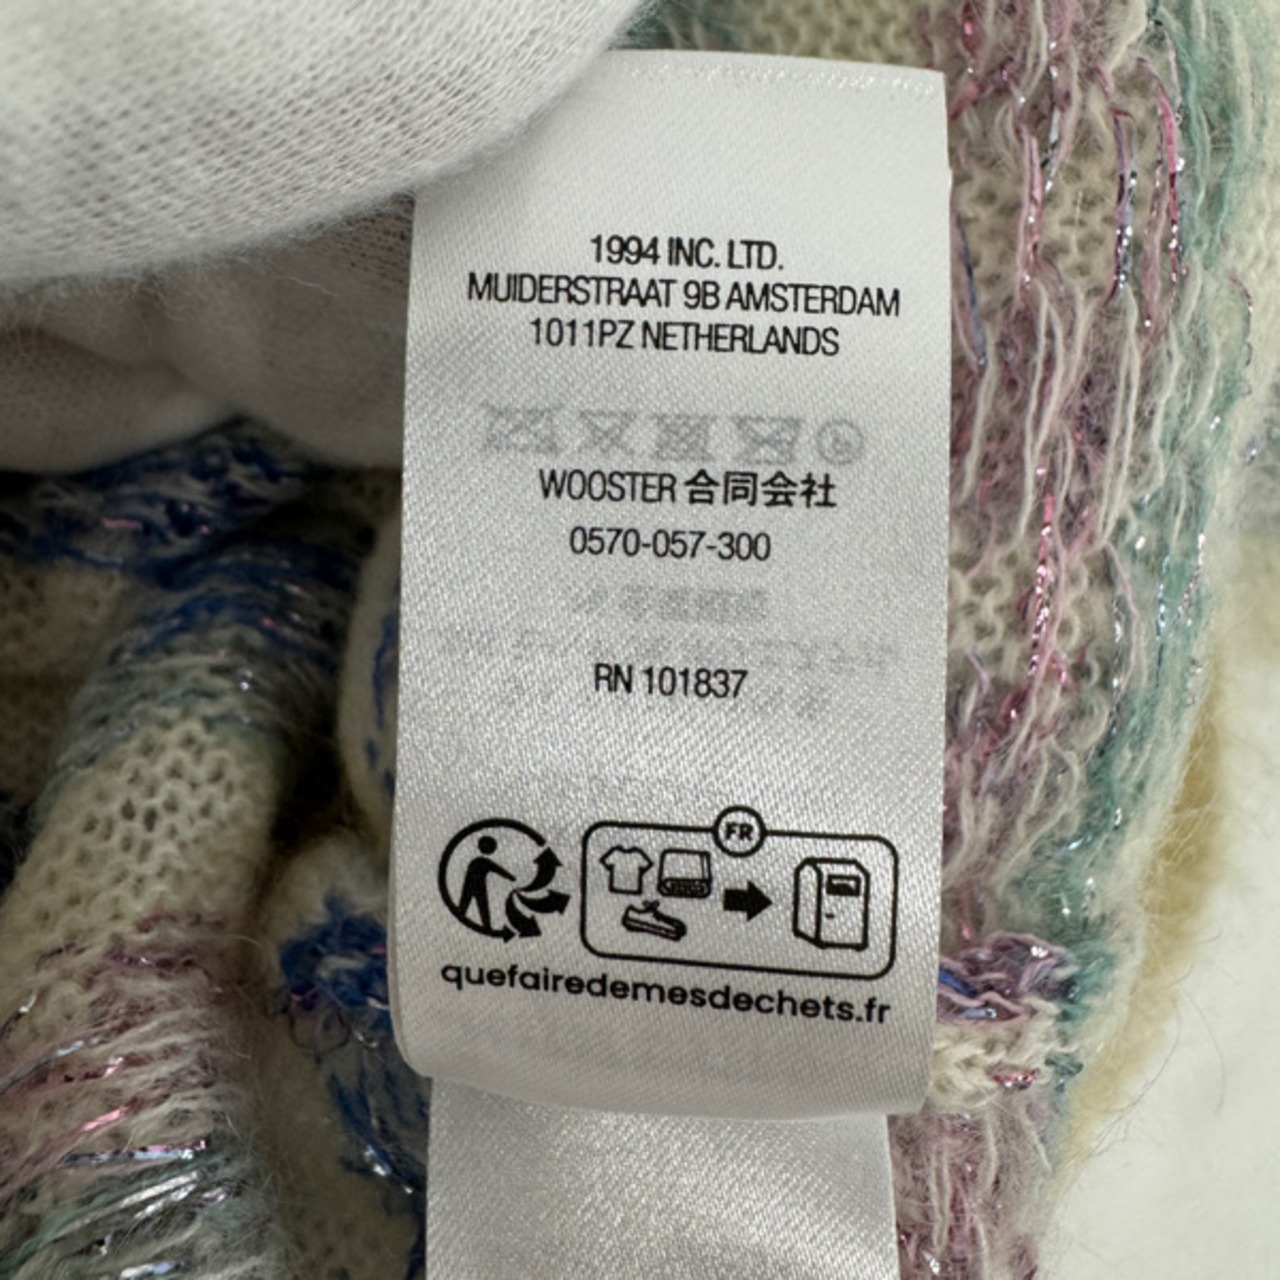 1994 INC. LTD.
MUIDERSTRAAT 9B AMSTERDAM
1011PZ NETHERLANDS
WOOSTER 合同会社
0570-057-300
RN 101837
FR
quefairedemesdechets.fr